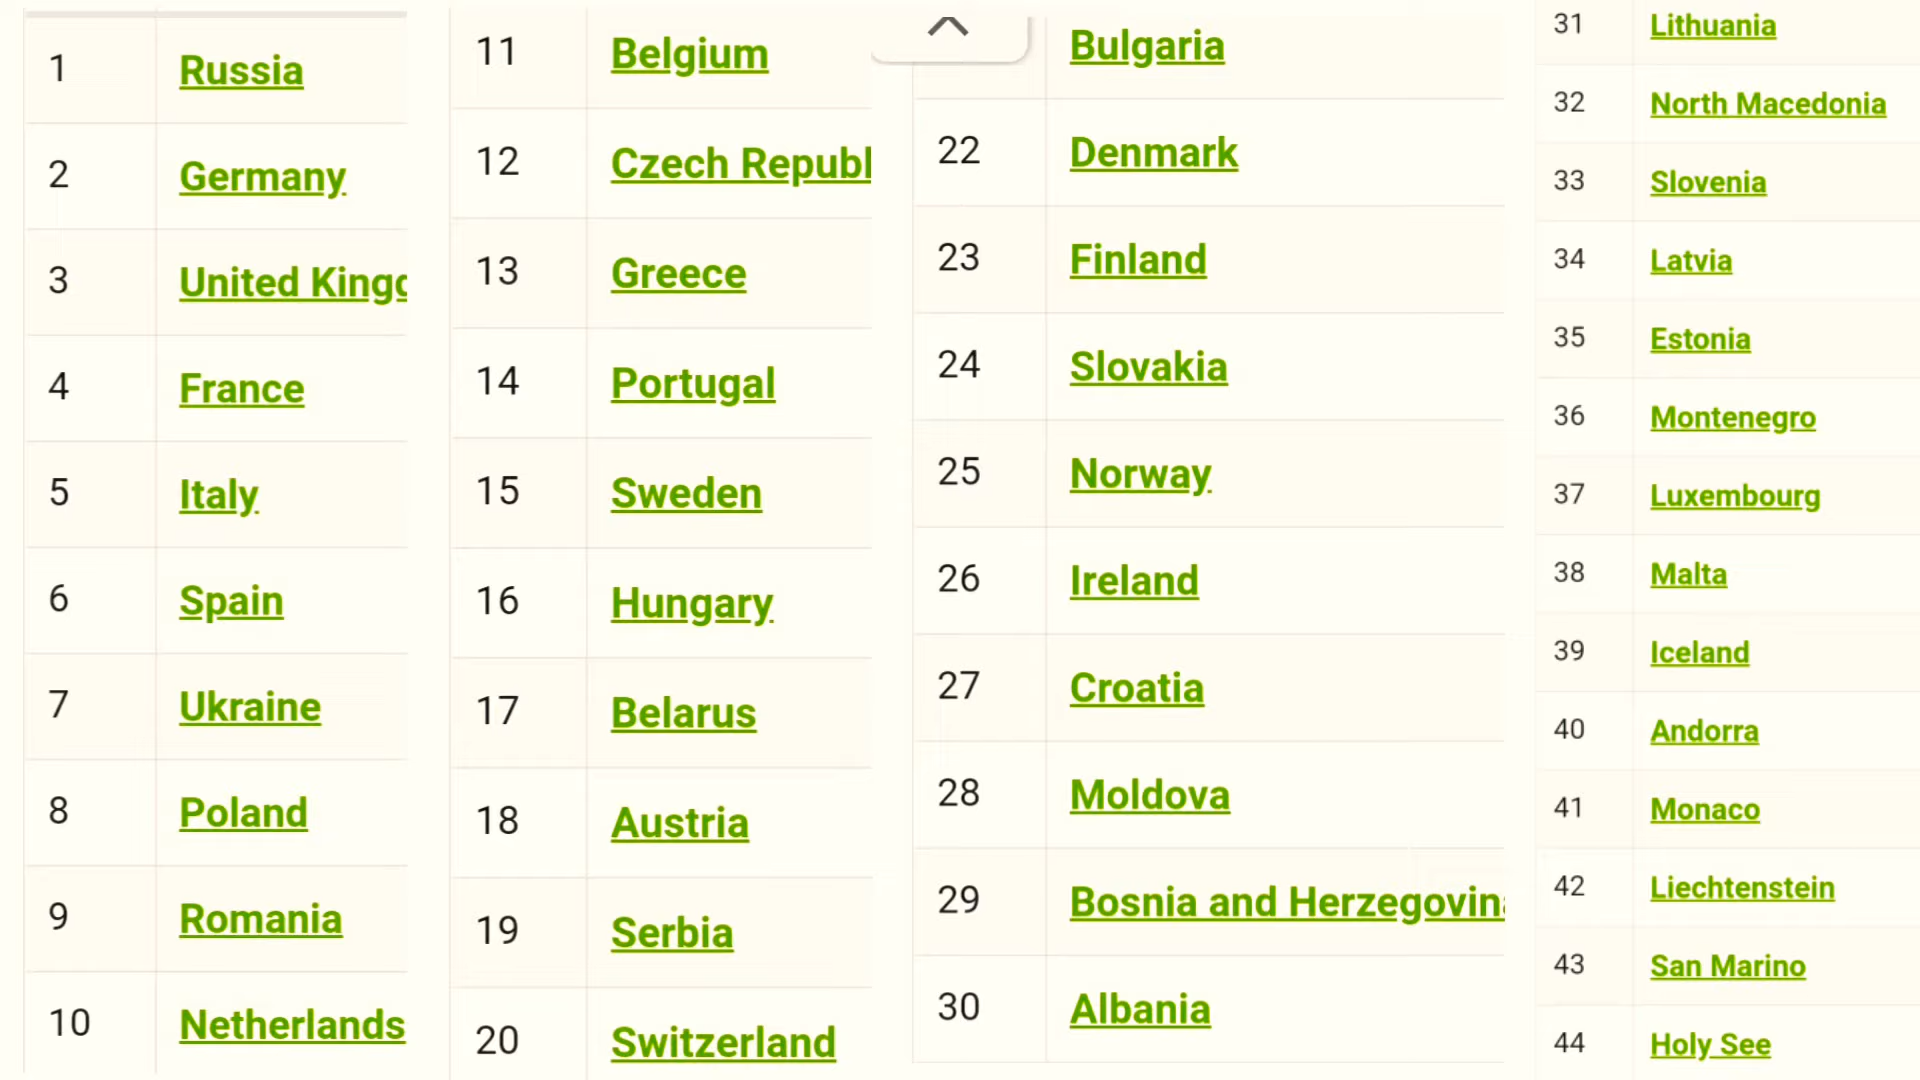 1 Russia
2 Germany
3 United Kingd
4 France
5 Italy
6 Spain
7 Ukraine
8 Poland
9 Romania
10 Netherlands
11 Belgium
12 Czech Republ
13 Greece
14 Portugal
15 Sweden
16 Hungary
17 Belarus
18 Austria
19 Serbia
20 Switzerland
Bulgaria
22 Denmark
23 Finland
24 Slovakia
25 Norway
26 Ireland
27 Croatia
28 Moldova
29 Bosnia and Herzegovina
30 Albania
31 Lithuania
32 North Macedonia
33 Slovenia
34 Latvia
35 Estonia
36 Montenegro
37 Luxembourg
38 Malta
39 Iceland
40 Andorra
41 Monaco
42 Liechtenstein
43 San Marino
44 Holy See